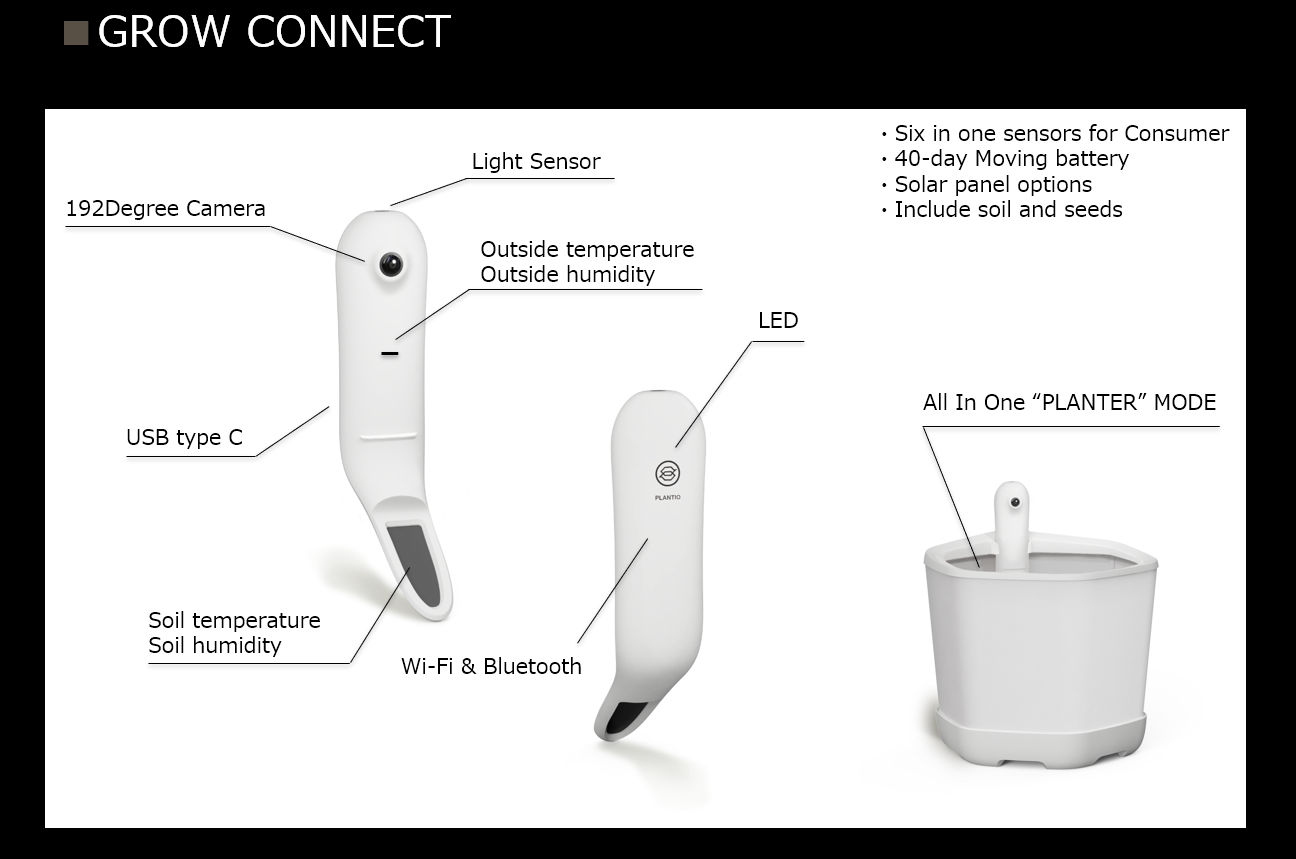 GROW CONNECT
・Six in one sensors for Consumer
・40-day Moving battery
・Solar panel options
・Include soil and seeds
Light Sensor
192Degree Camera
Outside temperature
Outside humidity
LED
All In One “PLANTER” MODE
USB type C
PLANTIO
Soil temperature
Soil humidity
Wi-Fi & Bluetooth